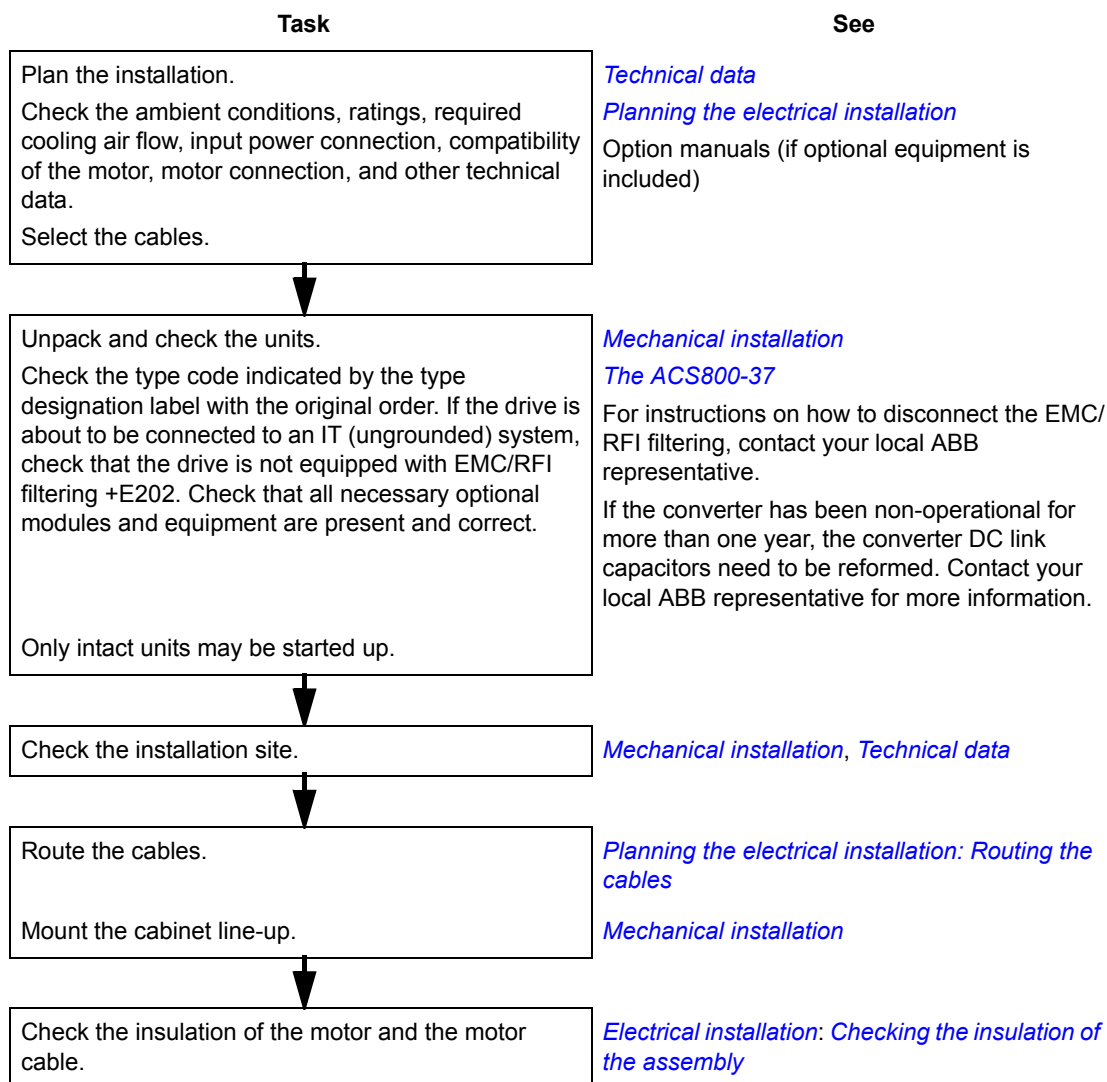 Task
See
Plan the installation.
Check the ambient conditions, ratings, required
cooling air flow, input power connection, compatibility
of the motor, motor connection, and other technical
data.
Select the cables.
Technical data
Planning the electrical installation
Option manuals (if optional equipment is
included)
Unpack and check the units.
Check the type code indicated by the type
designation label with the original order. If the drive is
about to be connected to an IT (ungrounded) system,
check that the drive is not equipped with EMC/RFI
filtering +E202. Check that all necessary optional
modules and equipment are present and correct.
Only intact units may be started up.
Mechanical installation
The ACS800-37
For instructions on how to disconnect the EMC/
RFI filtering, contact your local ABB
representative.
If the converter has been non-operational for
more than one year, the converter DC link
capacitors need to be reformed. Contact your
local ABB representative for more information.
Check the installation site.
Mechanical installation, Technical data
Route the cables.
Planning the electrical installation: Routing the
cables
Mount the cabinet line-up.
Mechanical installation
Check the insulation of the motor and the motor
cable.
Electrical installation: Checking the insulation of
the assembly